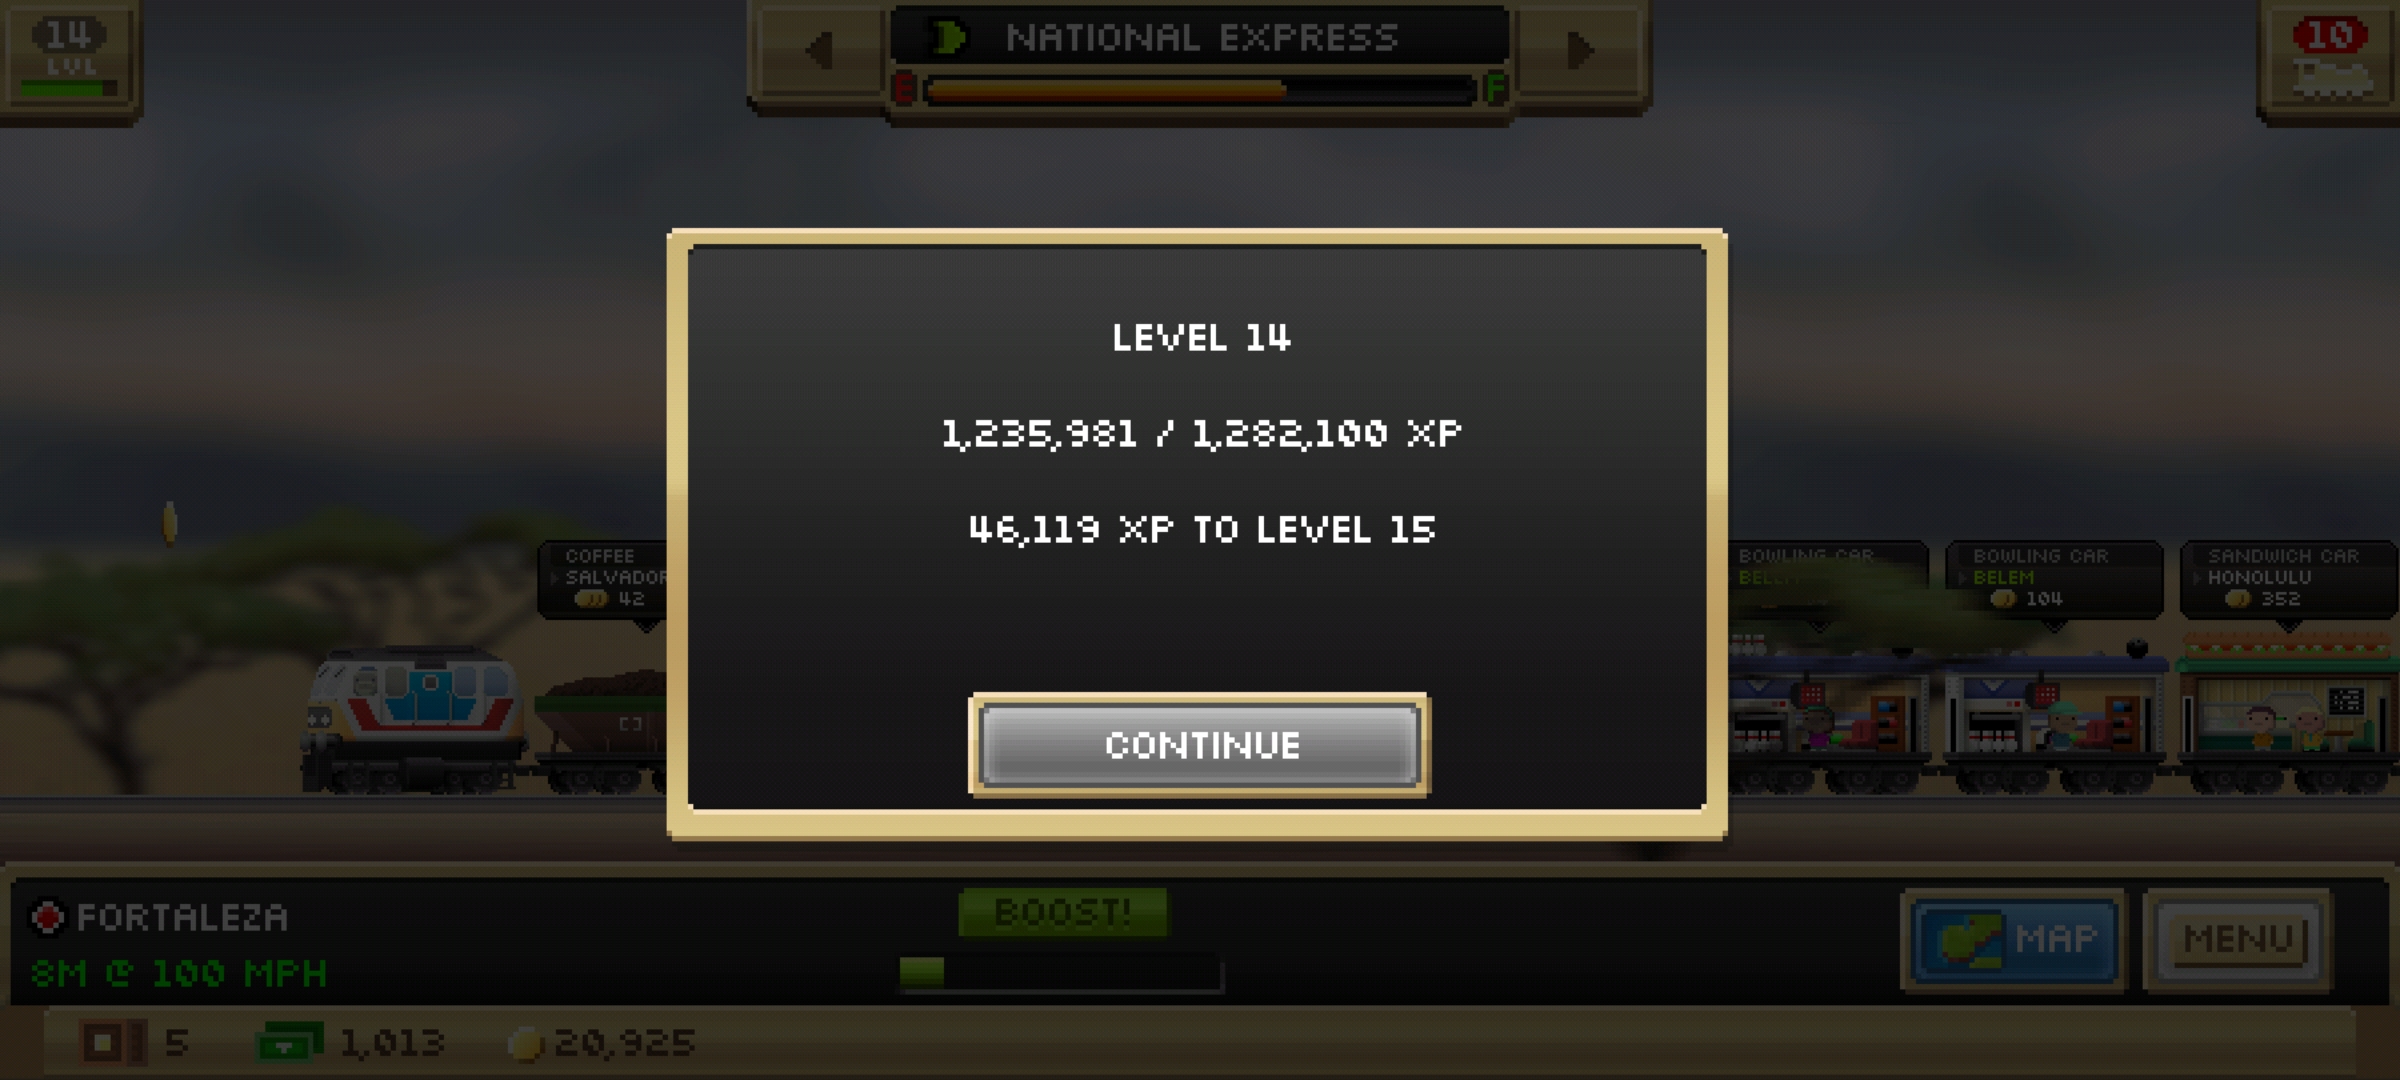 14
LVL
NATIONAL EXPRESS
E
F
10
LEVEL 14
1,235,981 / 1,282,100 XP
46,119 XP TO LEVEL 15
CONTINUE
COFFEE
SALVADOR
42
BOWLING CAR
BELEM
BOWLING CAR
BELEM
104
SANDWICH CAR
HONOLULU
352
FORTALEZA
8M @ 100 MPH
BOOST!
MAP
MENU
5
1,013
20,925